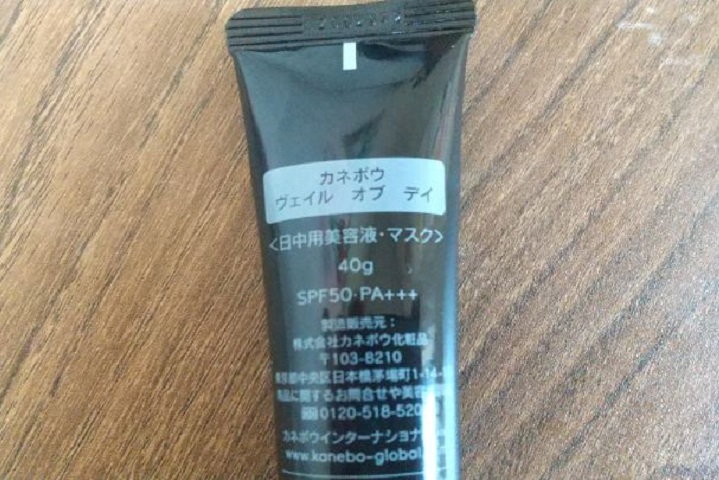 カネボウ
ヴェイル オブ デイ
<日中用美容液・マスク>
40g
SPF50・PA+++
製造販売元:
株式会社カネボウ化粧品
〒103-8210
東京都中央区日本橋茅場町1-14-
商品に関するお問合せや美容
0120-518-520
カネボウインターナショナ
www.kanebo-global.